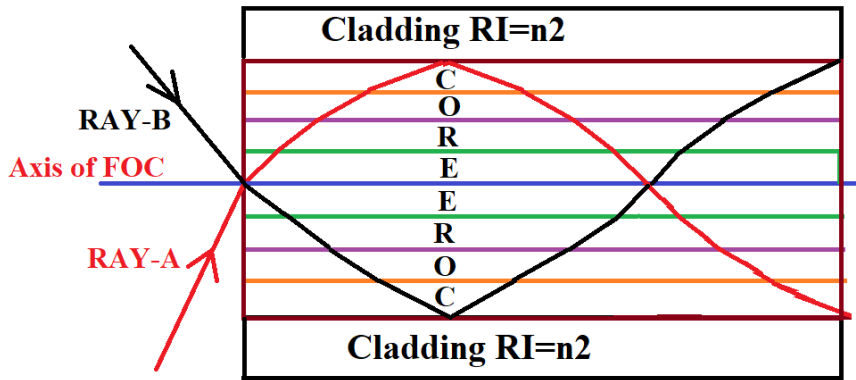 Cladding RI=n2
C
O
R
E
E
R
O
C
RAY-B
Axis of FOC
RAY-A
Cladding RI=n2